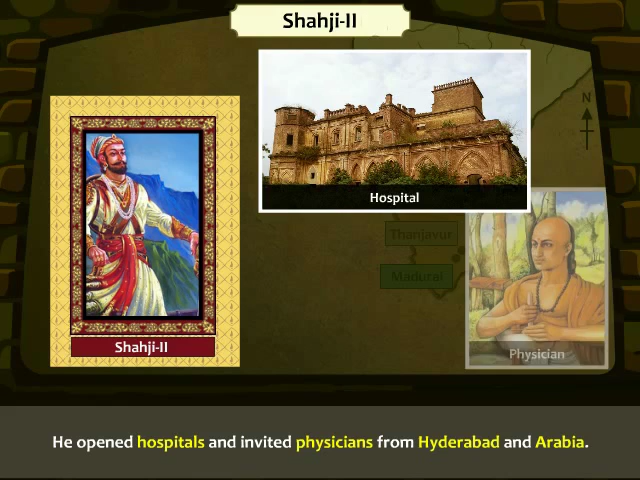 Shahji-II
N
Hospital
Thanjavur
Madurai
Physician
Shahji-II
He opened hospitals and invited physicians from Hyderabad and Arabia.